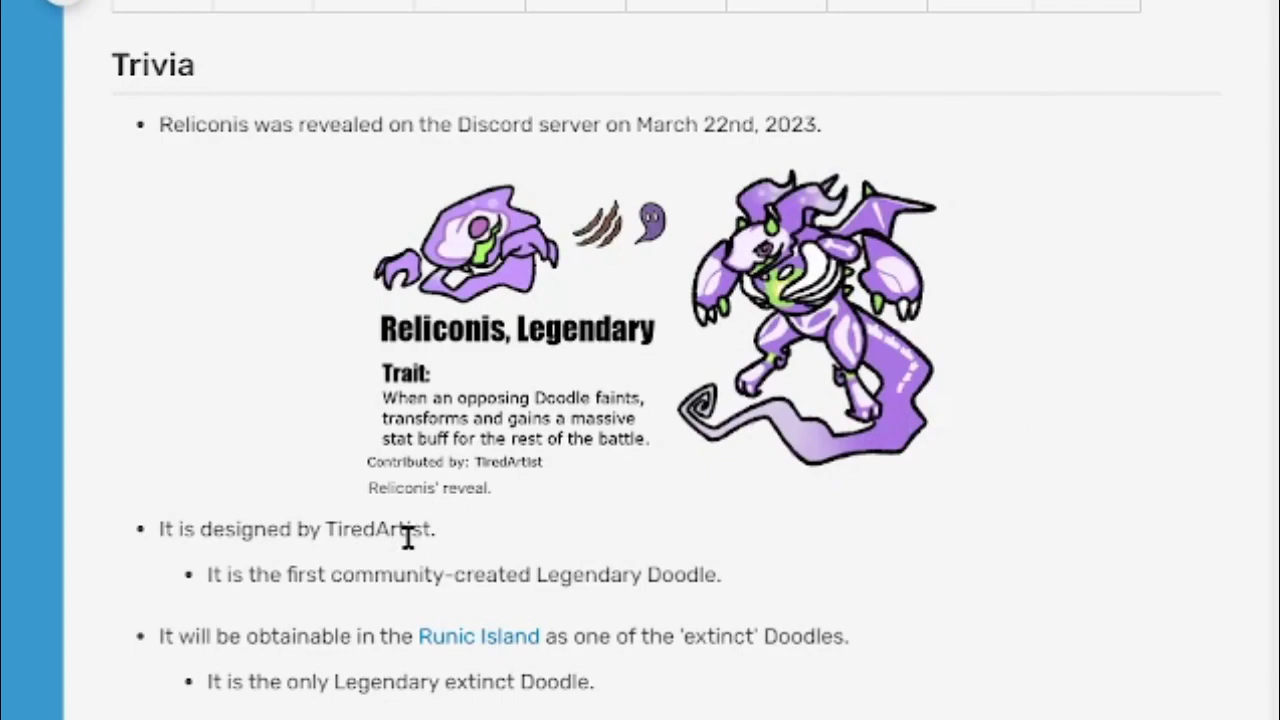 Trivia
Reliconis was revealed on the Discord server on March 22nd, 2023.
Reliconis, Legendary
Trait:
When an opposing Doodle faints,
transforms and gains a massive
stat buff for the rest of the battle.
Contributed by: TiredArtist
Reliconis' reveal.
It is designed by TiredArtist.
It is the first community-created Legendary Doodle.
It will be obtainable in the Runic Island as one of the 'extinct' Doodles.
It is the only Legendary extinct Doodle.